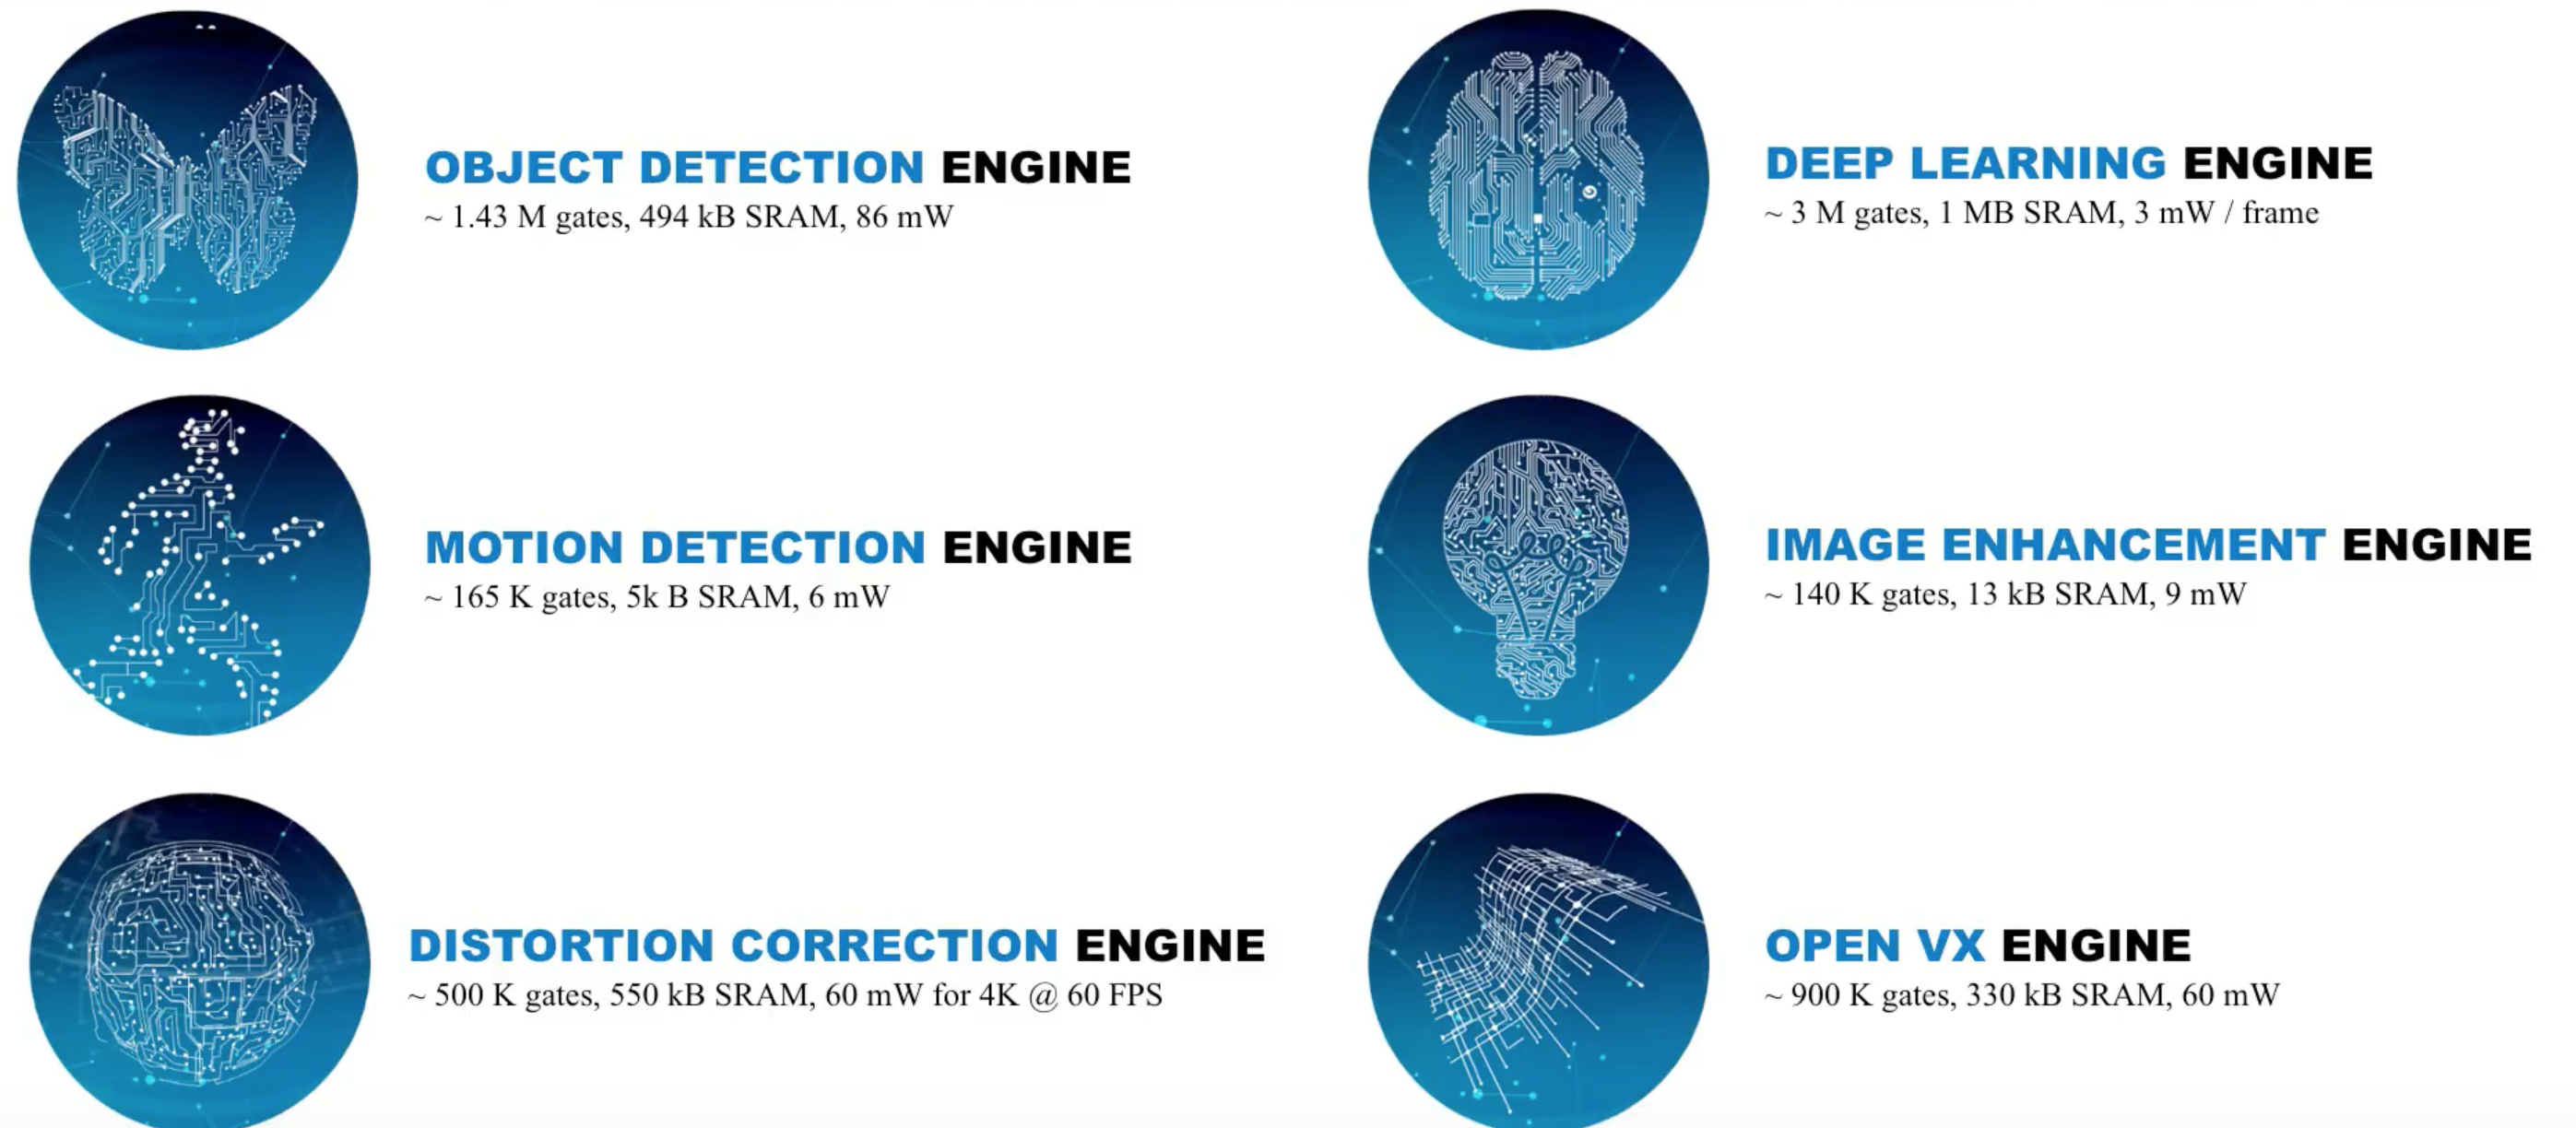 OBJECT DETECTION ENGINE
~ 1.43 M gates, 494 kB SRAM, 86 mW
DEEP LEARNING ENGINE
~ 3 M gates, 1 MB SRAM, 3 mW / frame
MOTION DETECTION ENGINE
~ 165 K gates, 5k B SRAM, 6 mW
IMAGE ENHANCEMENT ENGINE
~ 140 K gates, 13 kB SRAM, 9 mW
DISTORTION CORRECTION ENGINE
~ 500 K gates, 550 kB SRAM, 60 mW for 4K @ 60 FPS
OPEN VX ENGINE
~ 900 K gates, 330 kB SRAM, 60 mW